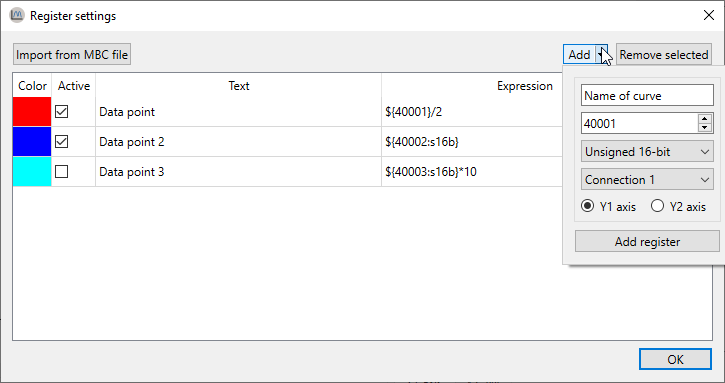 Register settings
Import from MBC file
Add
Remove selected
Color Active Text Expression
Data point ${40001}/2
Data point 2 ${40002:s16b}
Data point 3 ${40003:s16b}*10
Name of curve
40001
Unsigned 16-bit
Connection 1
Y1 axis Y2 axis
Add register
OK